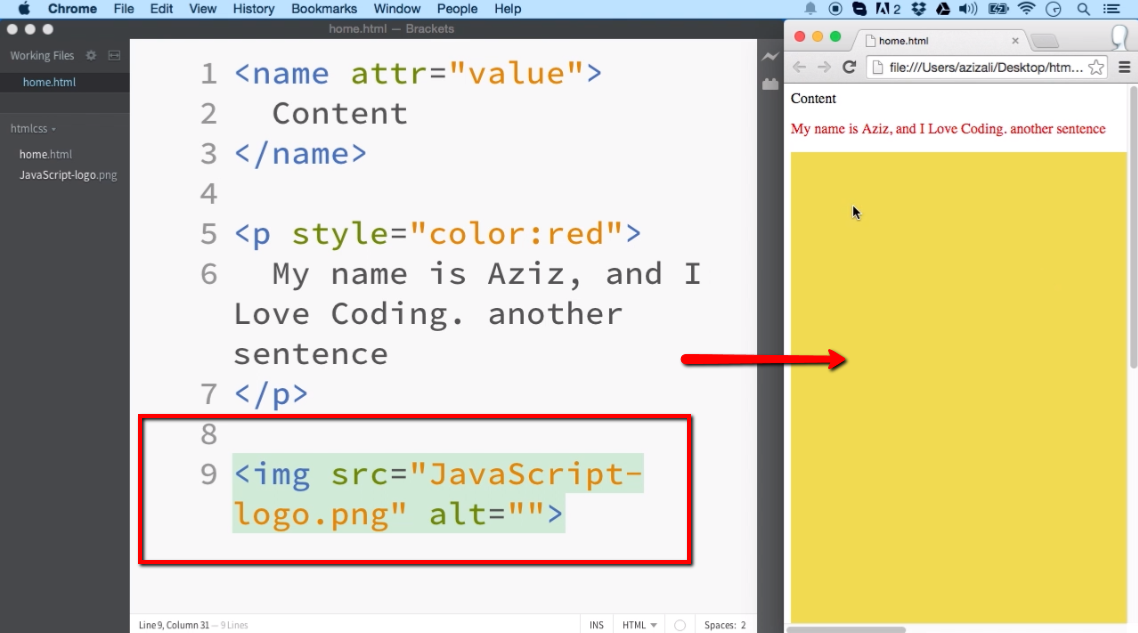 Chrome File Edit View History Bookmarks Window People Help 2
home.html — Brackets
Working Files
home.html
htmlcss
home.html
JavaScript-logo.png
1 <name attr="value">
2 Content
3 </name>
4
5 <p style="color:red">
6 My name is Aziz, and I
Love Coding. another
sentence
7 </p>
8
9 <img src="JavaScript-
logo.png" alt="">
Line 9, Column 31 — 9 Lines
INS HTML Spaces: 2
home.html
file:///Users/azizali/Desktop/htm...
Content
My name is Aziz, and I Love Coding. another sentence